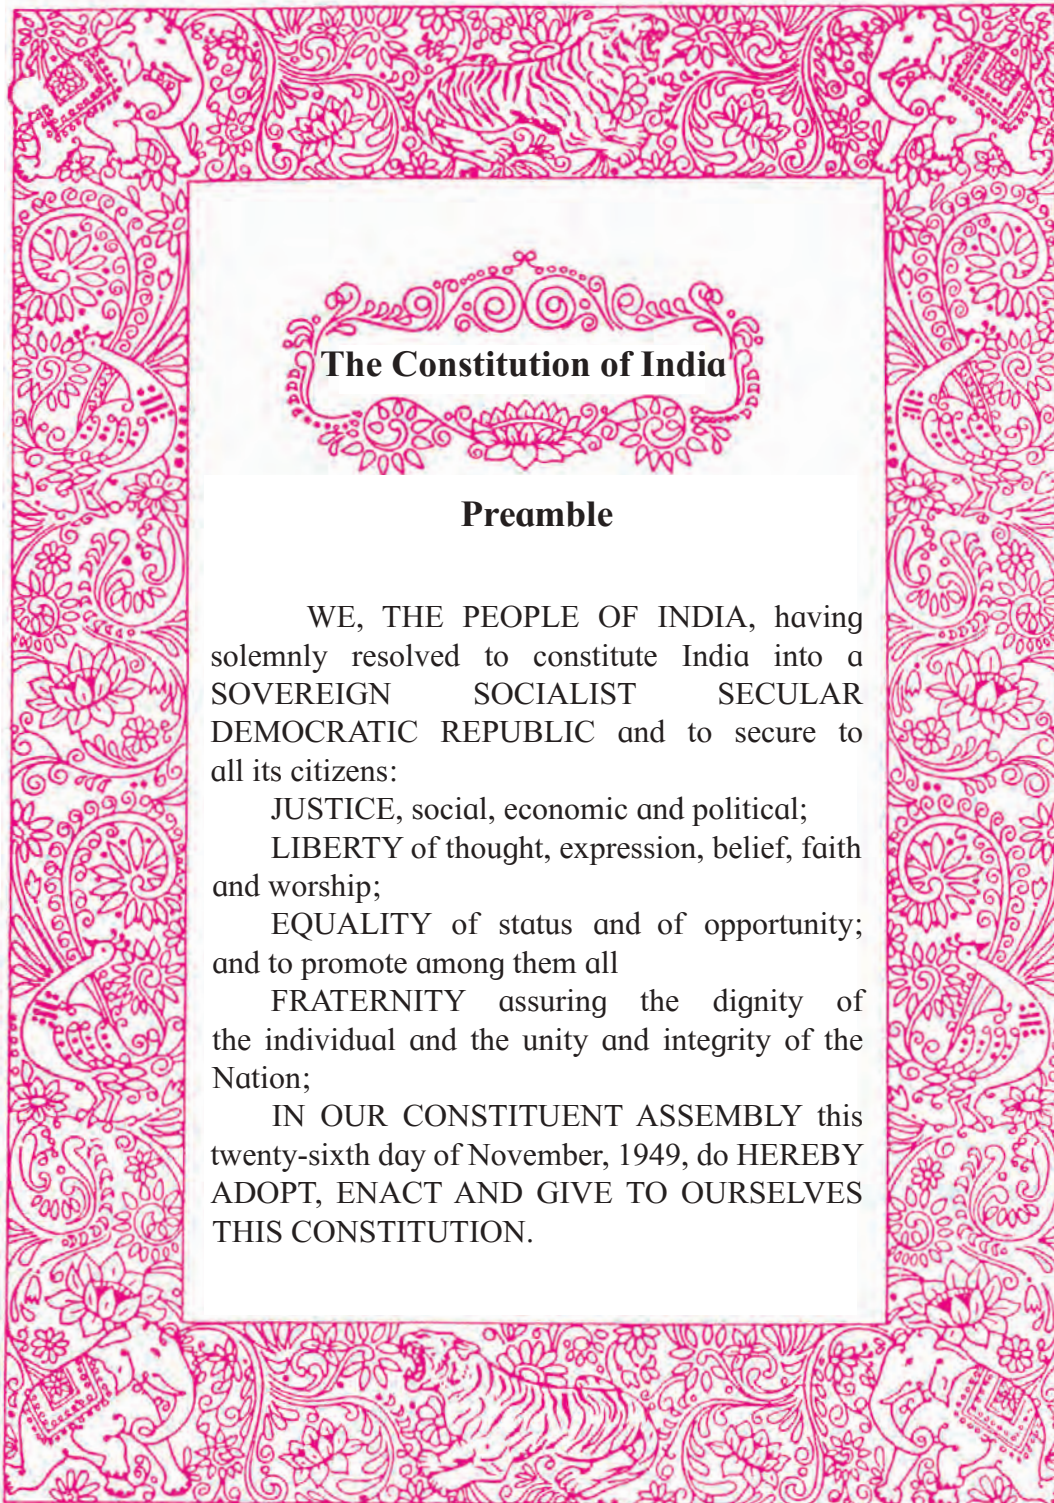 The Constitution of India
Preamble
WE, THE PEOPLE OF INDIA, having
solemnly resolved to constitute India into a
SOVEREIGN SOCIALIST SECULAR
DEMOCRATIC REPUBLIC and to secure to
all its citizens:
JUSTICE, social, economic and political;
LIBERTY of thought, expression, belief, faith
and worship;
EQUALITY of status and of opportunity;
and to promote among them all
FRATERNITY assuring the dignity of
the individual and the unity and integrity of the
Nation;
IN OUR CONSTITUENT ASSEMBLY this
twenty-sixth day of November, 1949, do HEREBY
ADOPT, ENACT AND GIVE TO OURSELVES
THIS CONSTITUTION.